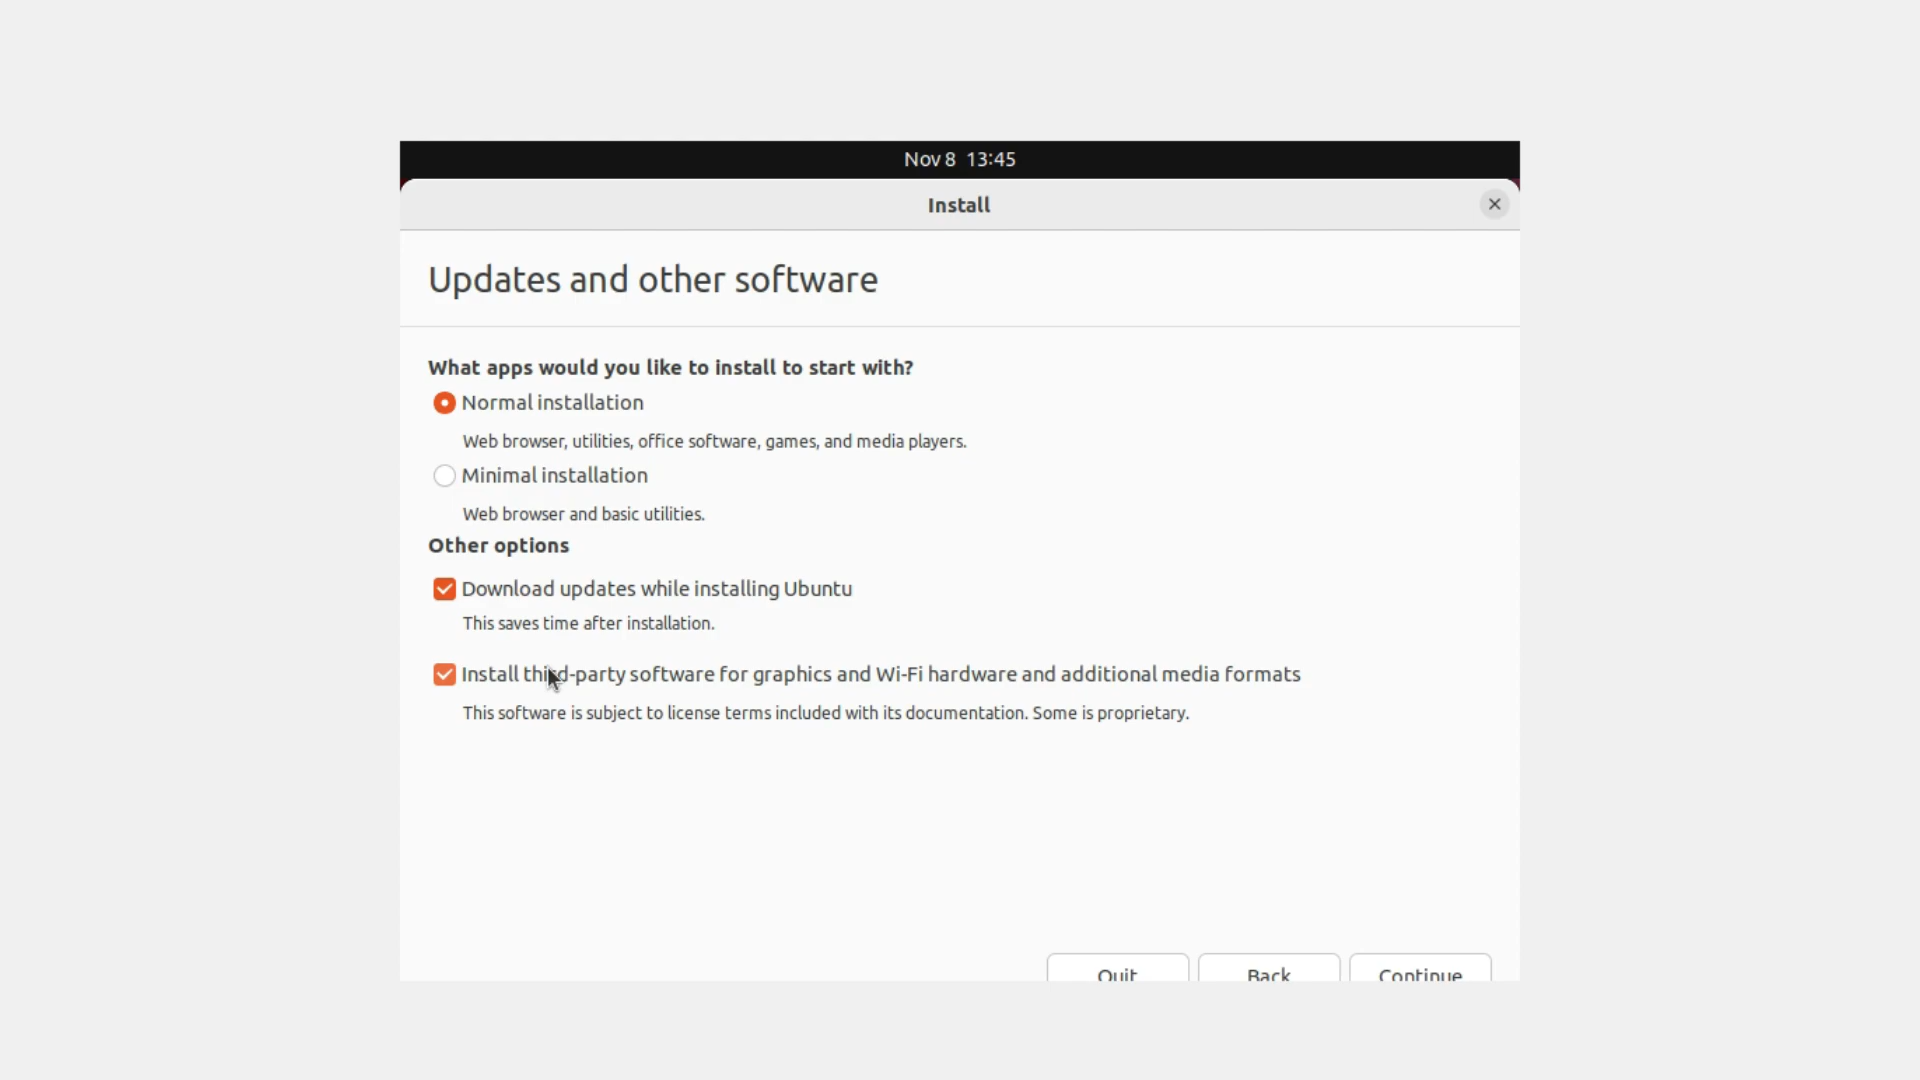 Nov 8 13:45
Install
Updates and other software
What apps would you like to install to start with?
Normal installation
Web browser, utilities, office software, games, and media players.
Minimal installation
Web browser and basic utilities.
Other options
Download updates while installing Ubuntu
This saves time after installation.
Install third-party software for graphics and Wi-Fi hardware and additional media formats
This software is subject to license terms included with its documentation. Some is proprietary.
Quit Back Continue